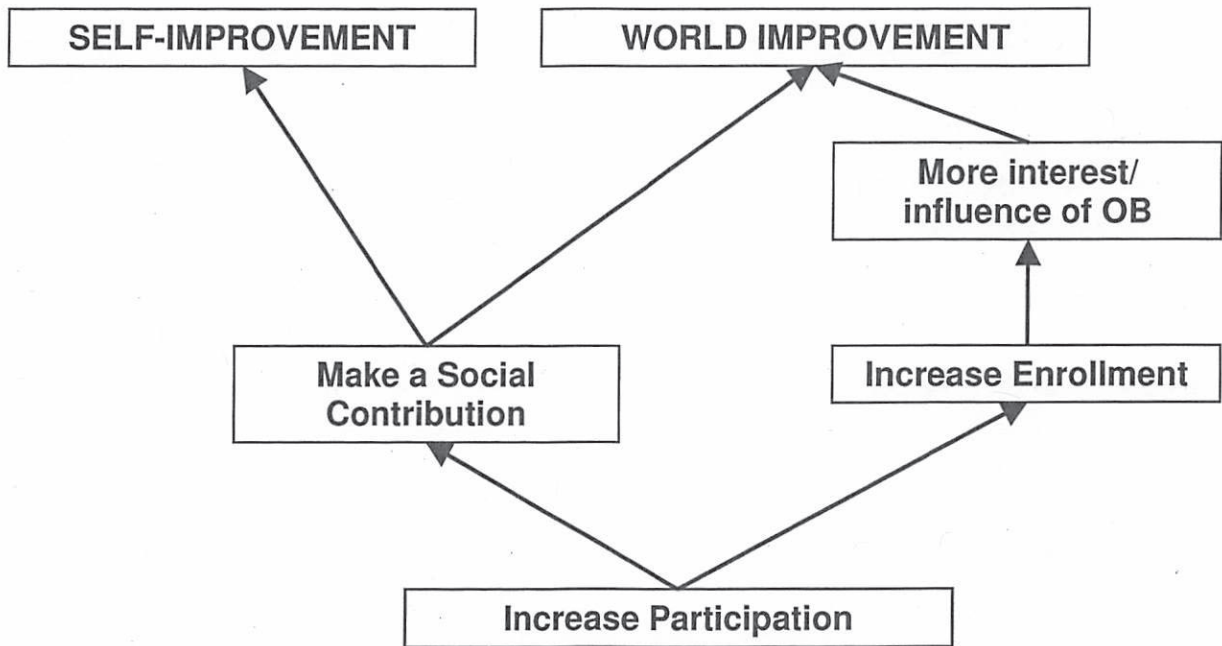 SELF-IMPROVEMENT
WORLD IMPROVEMENT
More interest/
influence of OB
Make a Social
Contribution
Increase Enrollment
Increase Participation